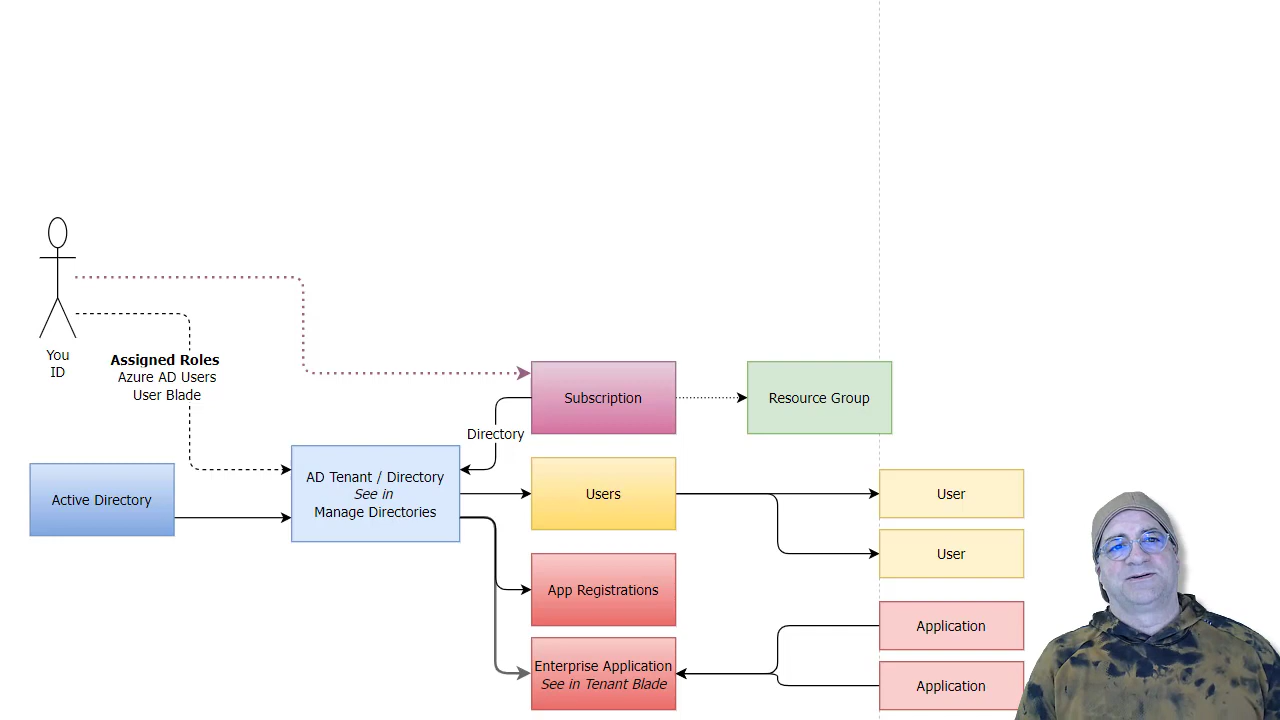 You
ID
Assigned Roles
Azure AD Users
User Blade
Subscription
Resource Group
Directory
Active Directory
AD Tenant / Directory
See in
Manage Directories
Users
User
User
App Registrations
Enterprise Application
See in Tenant Blade
Application
Application